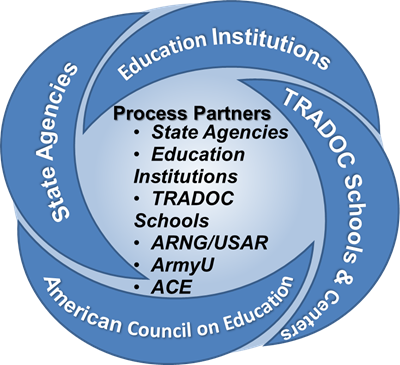 Education Institutions
State Agencies
TRADOC Schools & Centers
American Council on Education
Process Partners
• State Agencies
• Education
Institutions
• TRADOC
Schools
• ARNG/USAR
• ArmyU
• ACE